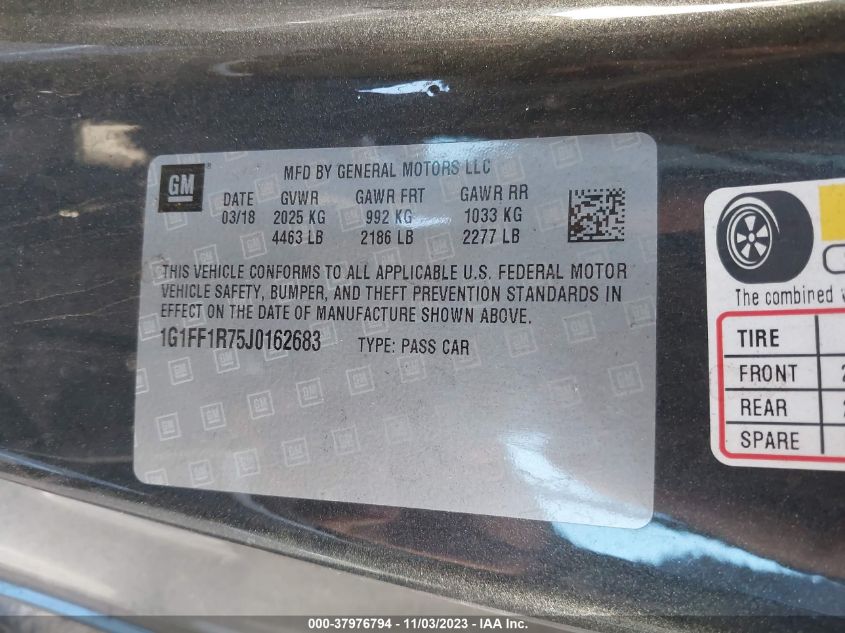 GM
MFD BY GENERAL MOTORS LLC
DATE GVWR GAWR FRT GAWR RR
03/18 2025 KG 992 KG 1033 KG
4463 LB 2186 LB 2277 LB
THIS VEHICLE CONFORMS TO ALL APPLICABLE U.S. FEDERAL MOTOR
VEHICLE SAFETY, BUMPER, AND THEFT PREVENTION STANDARDS IN
EFFECT ON THE DATE OF MANUFACTURE SHOWN ABOVE.
1G1FF1R75J0162683 TYPE: PASS CAR
The combined
TIRE
FRONT 2
REAR 2
SPARE
000-37976794 - 11/03/2023 - IAA Inc.